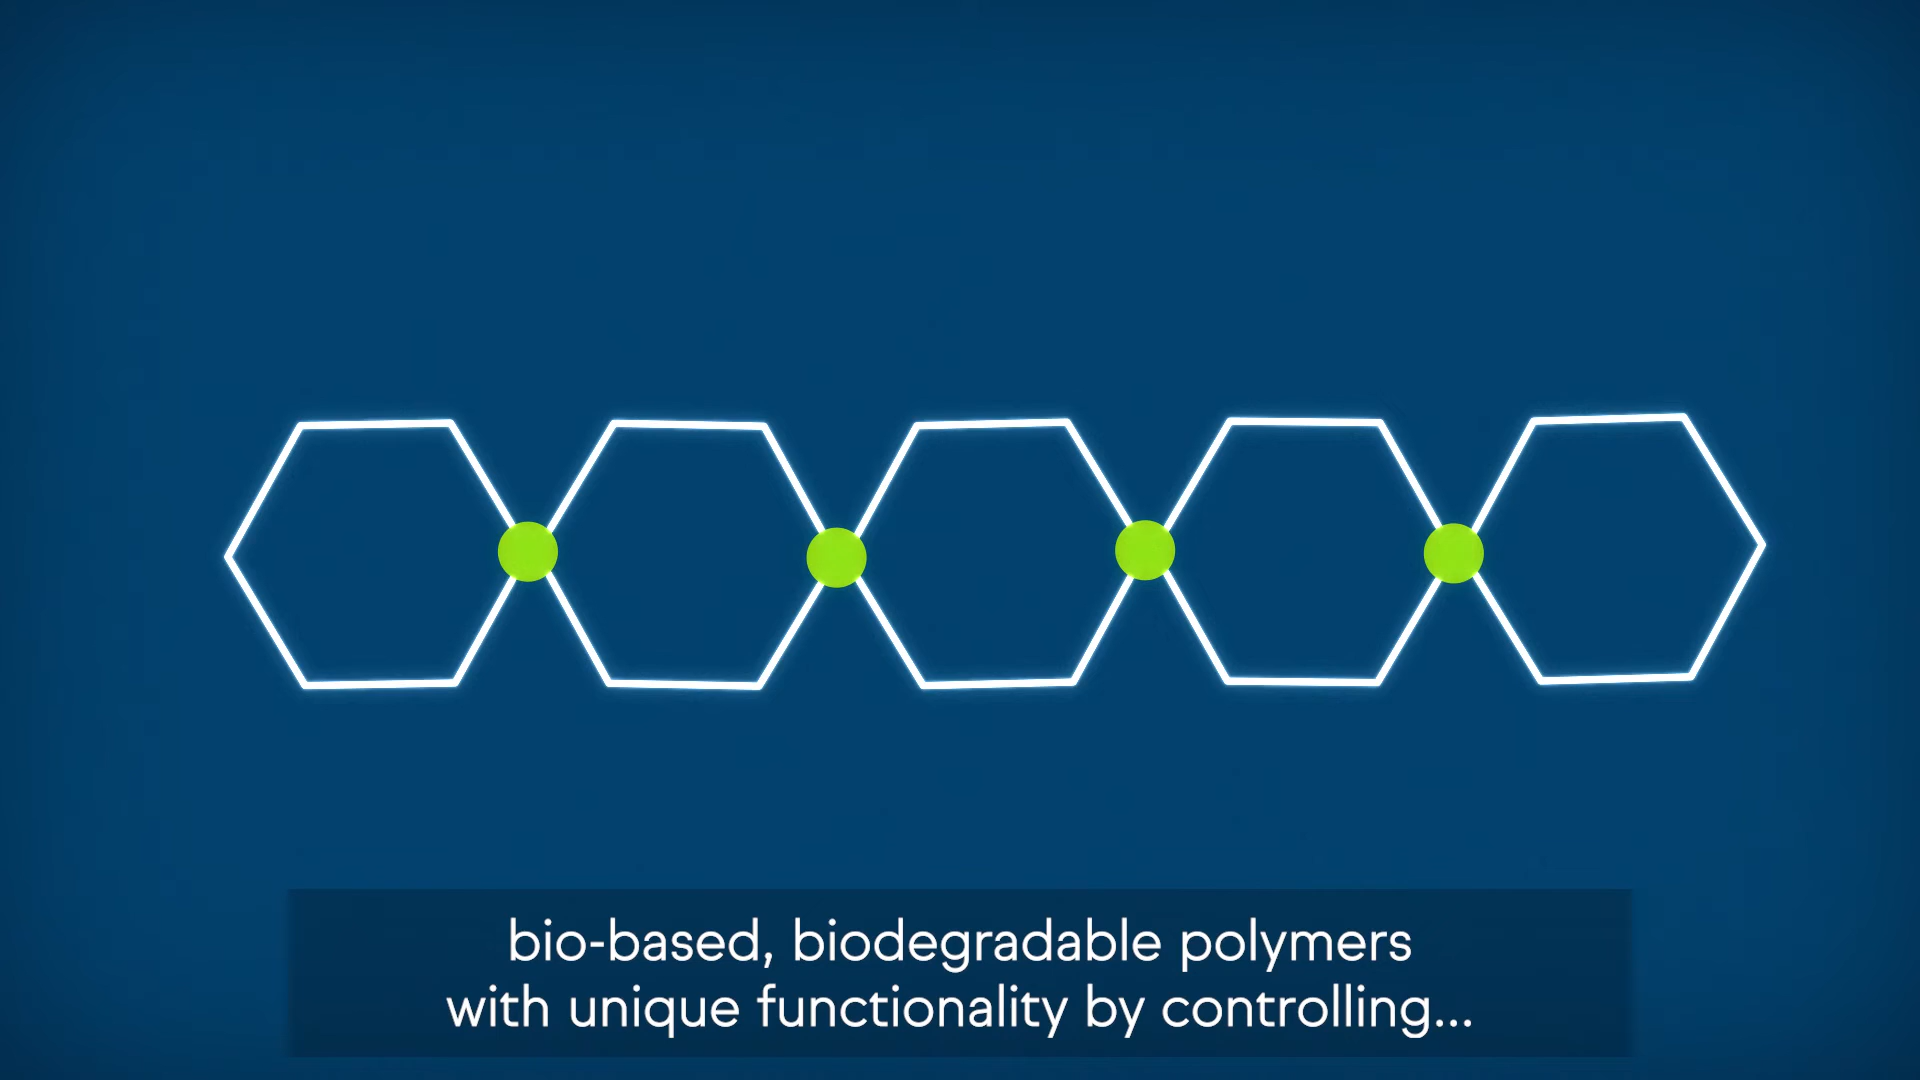 bio-based, biodegradable polymers
with unique functionality by controlling...